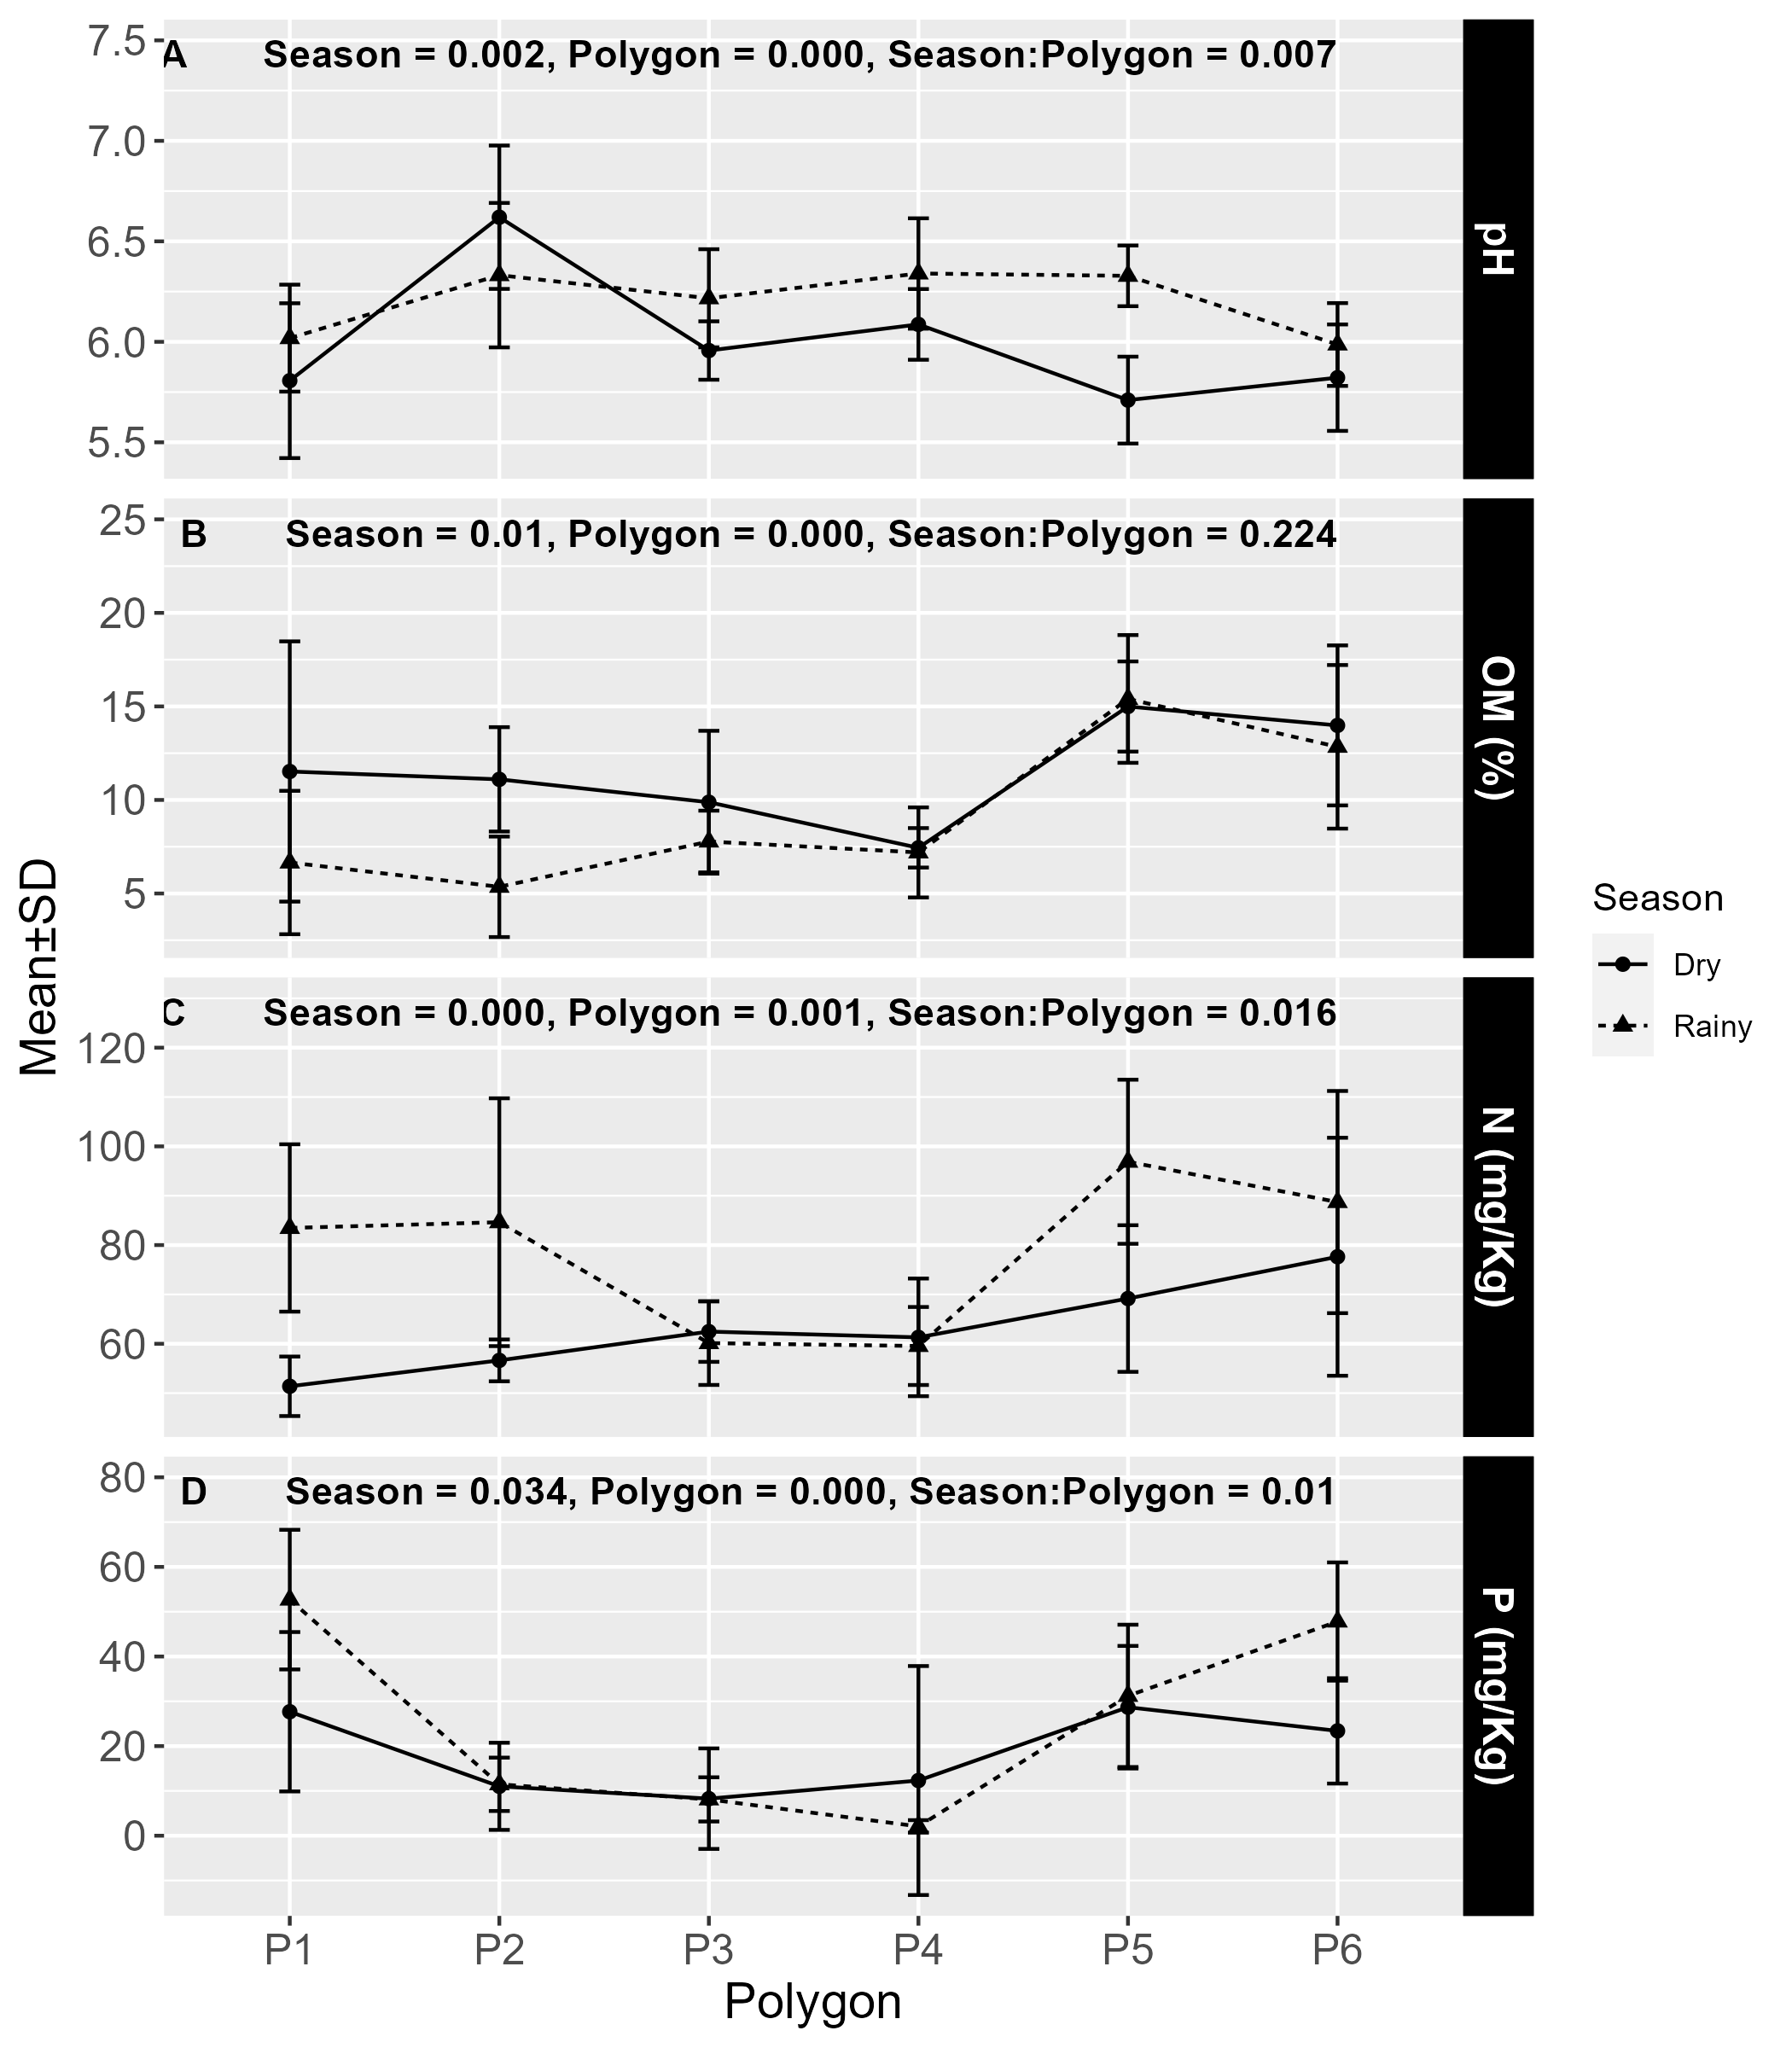 A Season = 0.002, Polygon = 0.000, Season:Polygon = 0.007
7.5
7.0
6.5
6.0
5.5
pH
B Season = 0.01, Polygon = 0.000, Season:Polygon = 0.224
25
20
15
10
5
OM (%)
C Season = 0.000, Polygon = 0.001, Season:Polygon = 0.016
120
100
80
60
N (mg/Kg)
D Season = 0.034, Polygon = 0.000, Season:Polygon = 0.01
80
60
40
20
0
P (mg/Kg)
Mean±SD
P1 P2 P3 P4 P5 P6
Polygon
Season
Dry
Rainy